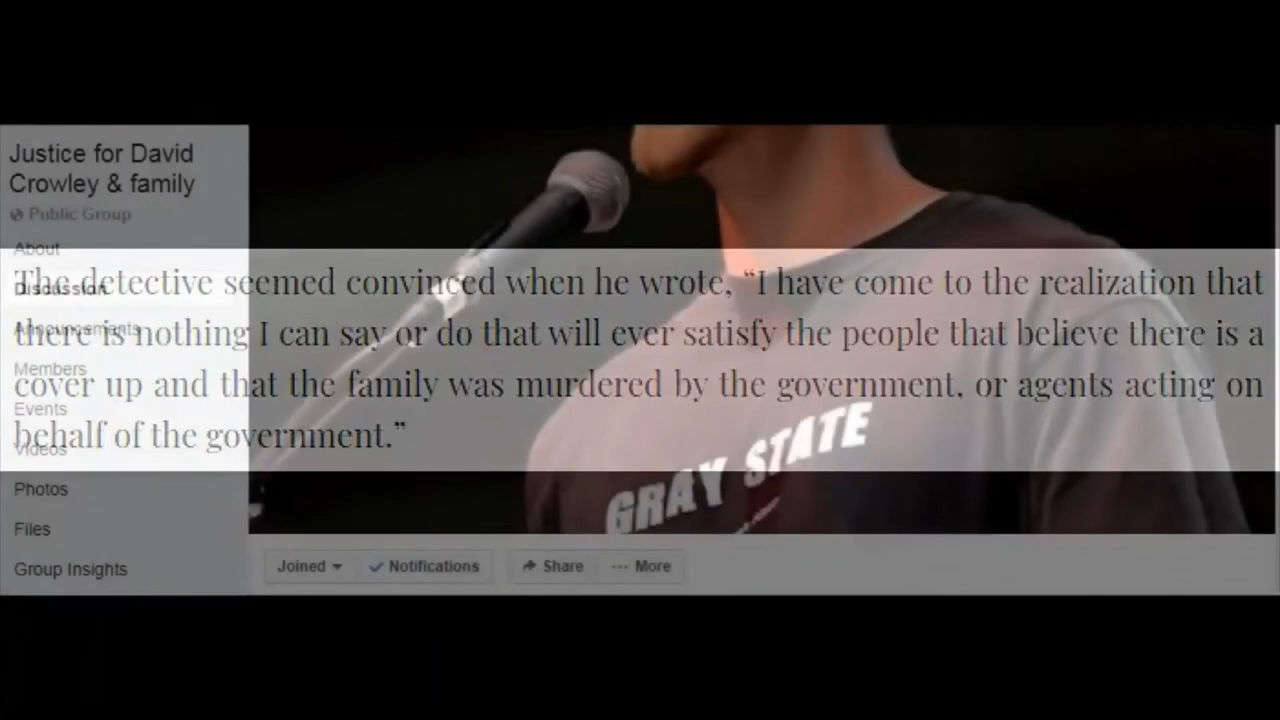 Justice for David
Crowley & family
Public Group
About
Discussion
Announcements
Members
Events
Videos
Photos
Files
Group Insights
The detective seemed convinced when he wrote, “I have come to the realization that
there is nothing I can say or do that will ever satisfy the people that believe there is a
cover up and that the family was murdered by the government, or agents acting on
behalf of the government.”
GRAY STATE
Joined
Notifications
Share
More